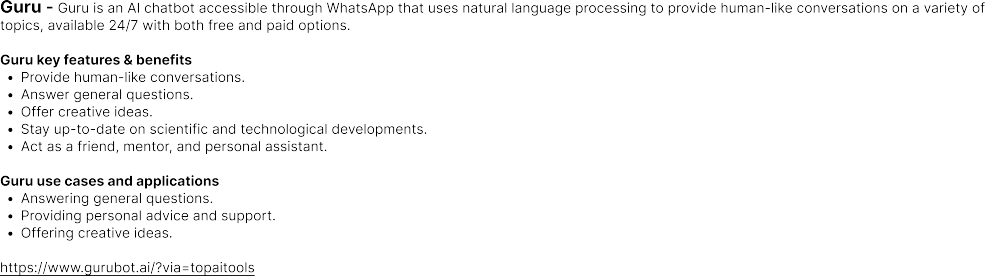 Guru - Guru is an AI chatbot accessible through WhatsApp that uses natural language processing to provide human-like conversations on a variety of
topics, available 24/7 with both free and paid options.
Guru key features & benefits
• Provide human-like conversations.
• Answer general questions.
• Offer creative ideas.
• Stay up-to-date on scientific and technological developments.
• Act as a friend, mentor, and personal assistant.
Guru use cases and applications
• Answering general questions.
• Providing personal advice and support.
• Offering creative ideas.
https://www.gurubot.ai/?via=topaitools